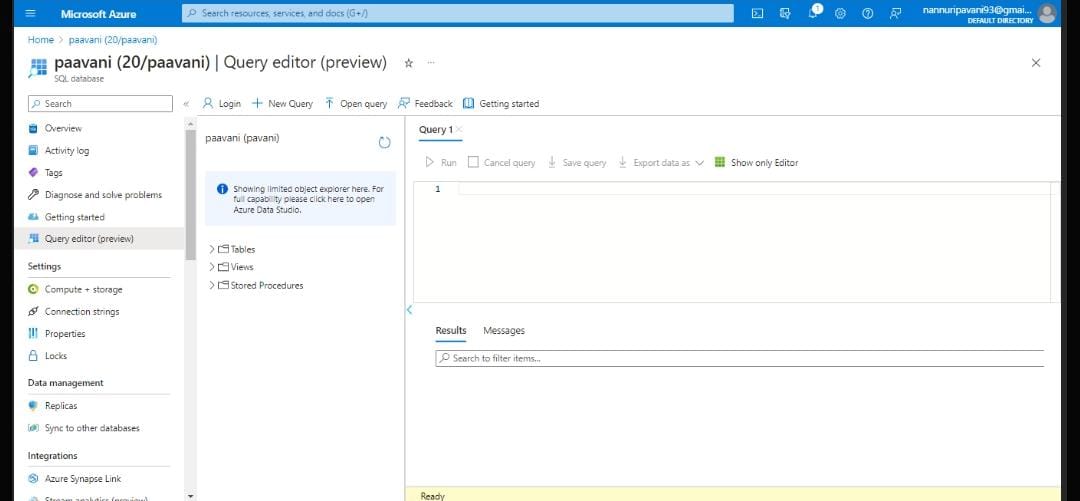 Microsoft Azure
Search resources, services, and docs (G+/)
1
nannuripavani93@gmai...
DEFAULT DIRECTORY
Home > paavani (20/paavani)
paavani (20/paavani) | Query editor (preview)
SQL database
Search
Login
New Query
Open query
Feedback
Getting started
Overview
Activity log
Tags
Diagnose and solve problems
Getting started
Query editor (preview)
Settings
Compute + storage
Connection strings
Properties
Locks
Data management
Replicas
Sync to other databases
Integrations
Azure Synapse Link
Stream analytics (preview)
paavani (pavani)
Showing limited object explorer here. For
full capability please click here to open
Azure Data Studio.
Tables
Views
Stored Procedures
Query 1
Run
Cancel query
Save query
Export data as
Show only Editor
1
Results
Messages
Search to filter items...
Ready